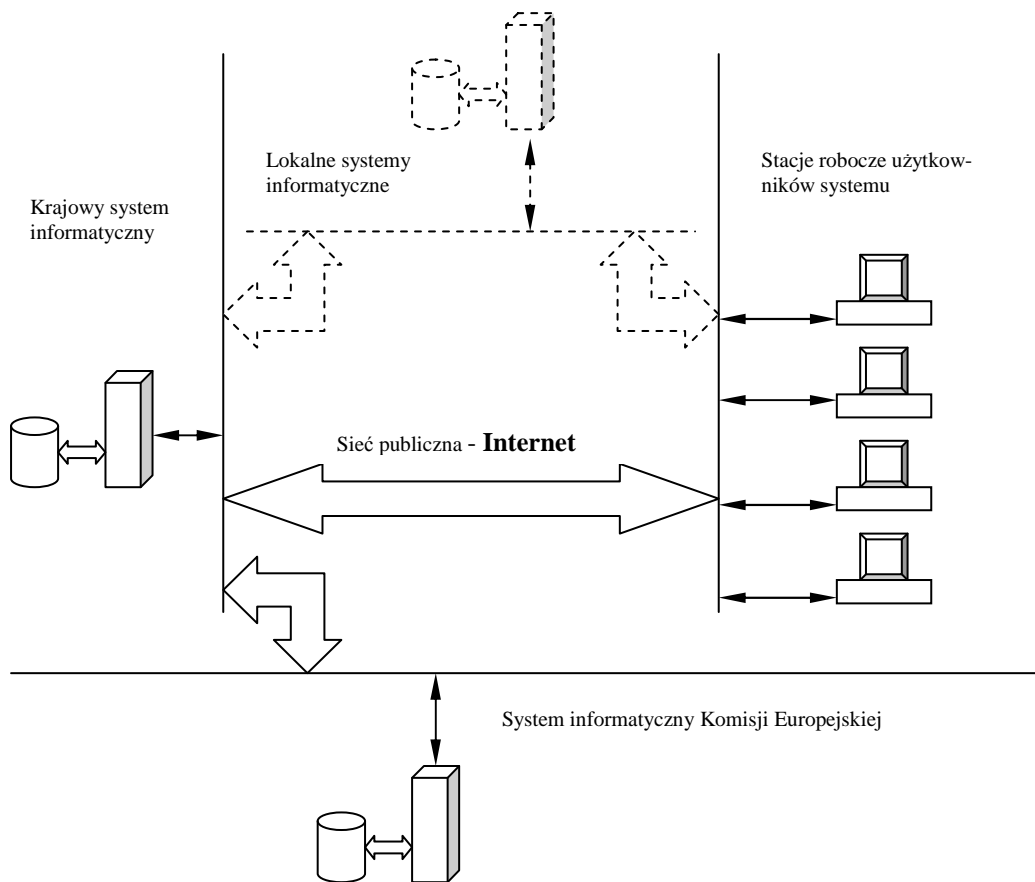 Lokalne systemy
informatyczne
Stacje robocze użytkow-
ników systemu
Krajowy system
informatyczny
Sieć publiczna - Internet
System informatyczny Komisji Europejskiej